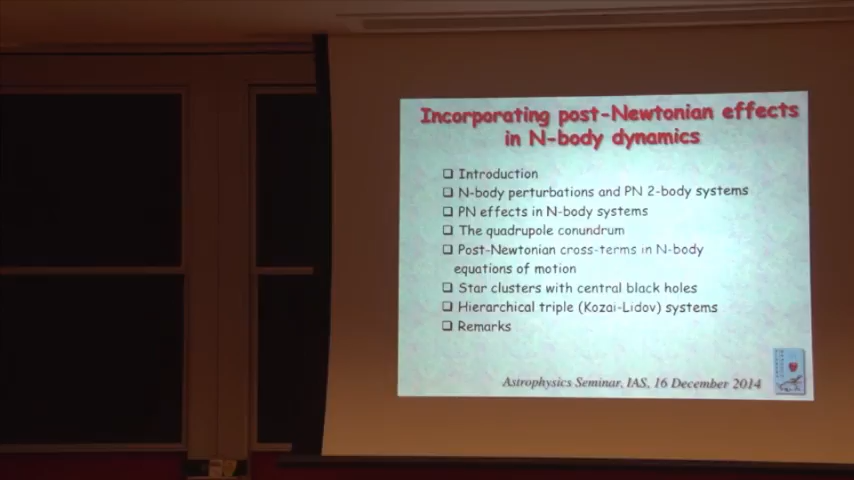 Incorporating post-Newtonian effects
in N-body dynamics
❑ Introduction
❑ N-body perturbations and PN 2-body systems
❑ PN effects in N-body systems
❑ The quadrupole conundrum
❑ Post-Newtonian cross-terms in N-body
equations of motion
❑ Star clusters with central black holes
❑ Hierarchical triple (Kozai-Lidov) systems
❑ Remarks
Astrophysics Seminar, IAS, 16 December 2014